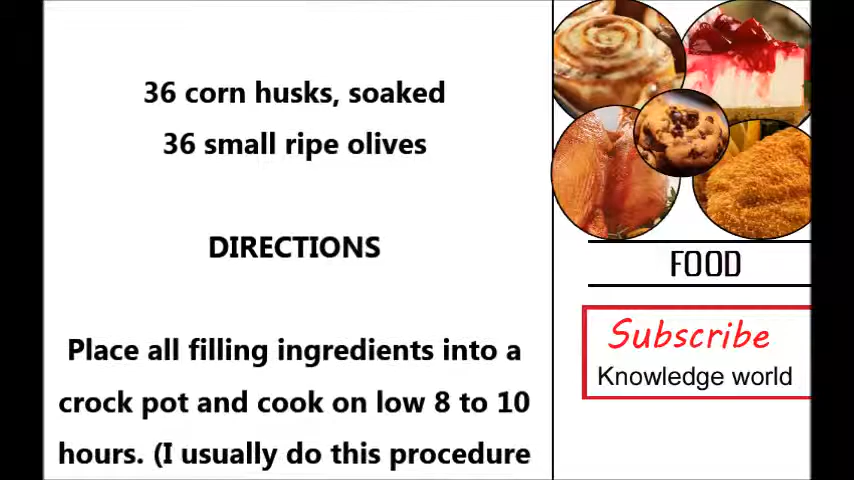 36 corn husks, soaked
36 small ripe olives
DIRECTIONS
Place all filling ingredients into a
crock pot and cook on low 8 to 10
hours. (I usually do this procedure
FOOD
Subscribe
Knowledge world